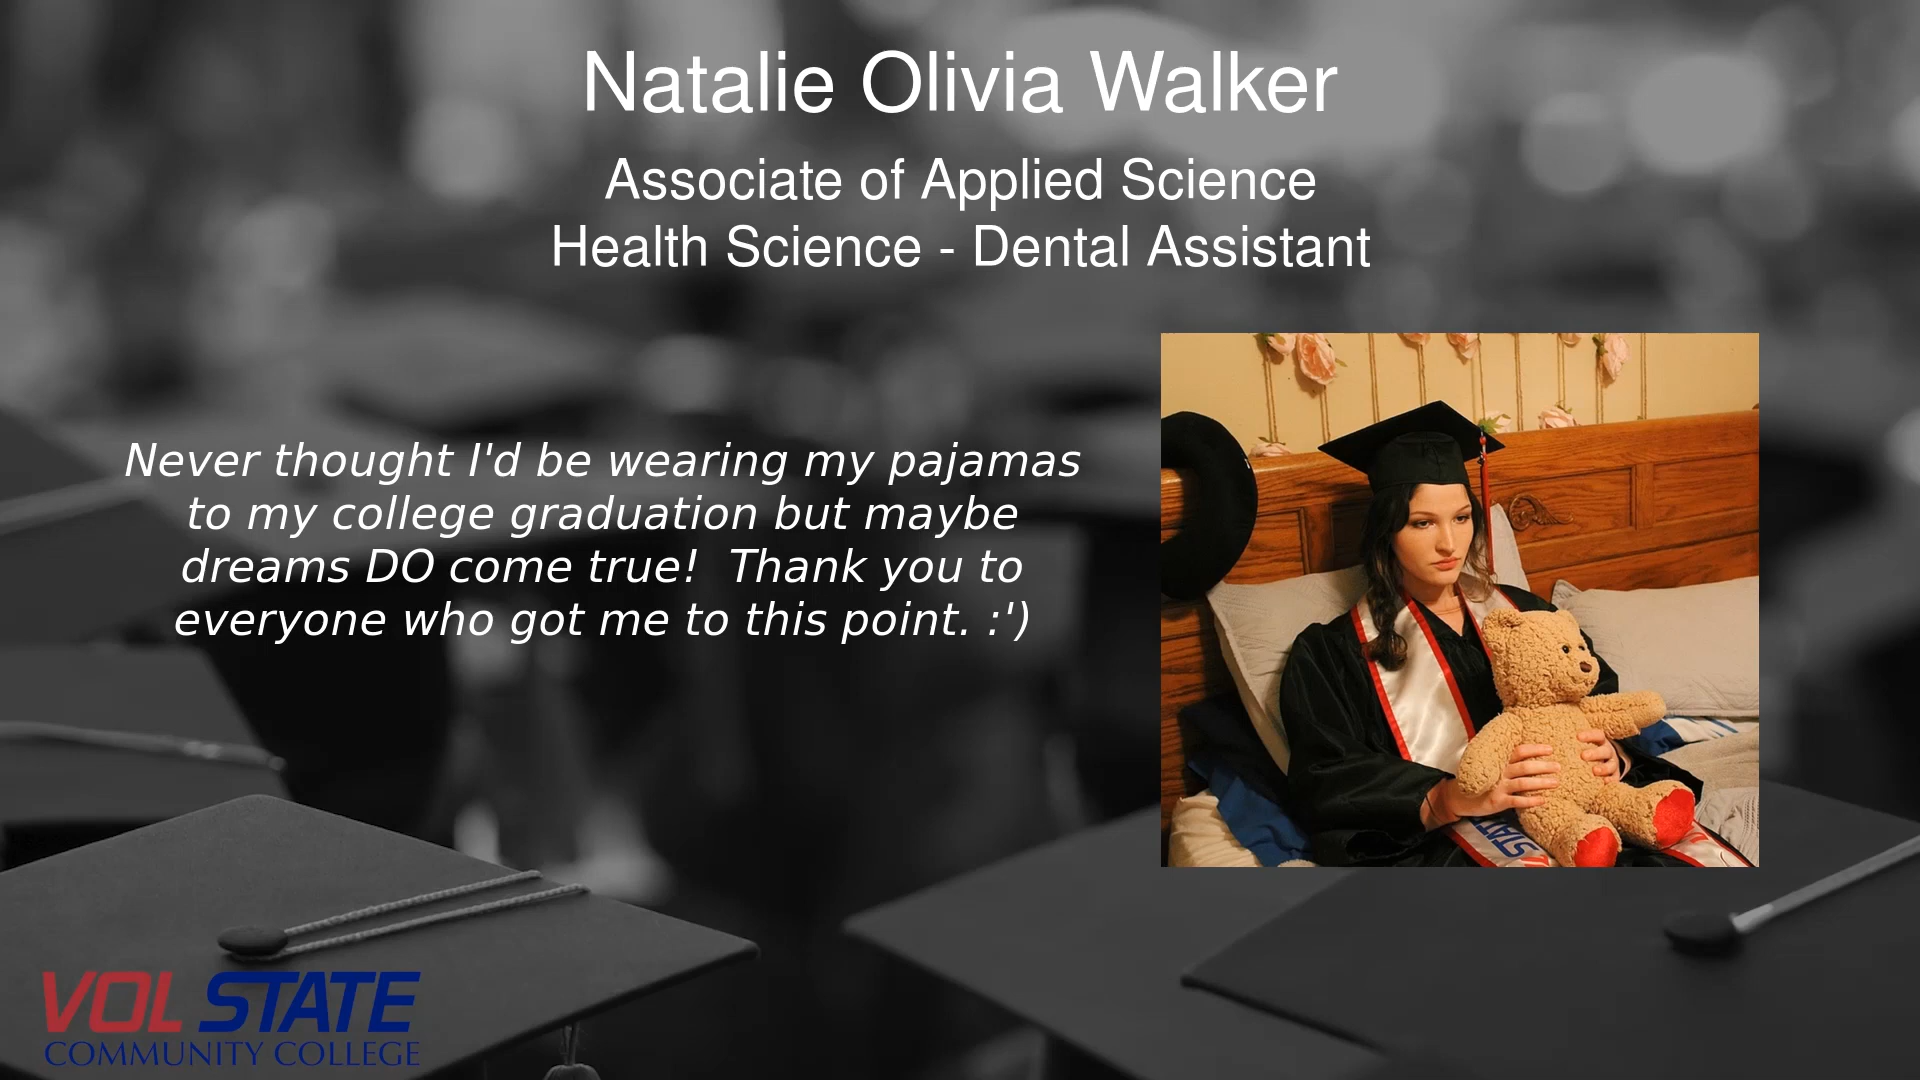 Natalie Olivia Walker
Associate of Applied Science
Health Science - Dental Assistant
Never thought I'd be wearing my pajamas
to my college graduation but maybe
dreams DO come true!  Thank you to
everyone who got me to this point. :')
STATE
VOL STATE
COMMUNITY COLLEGE